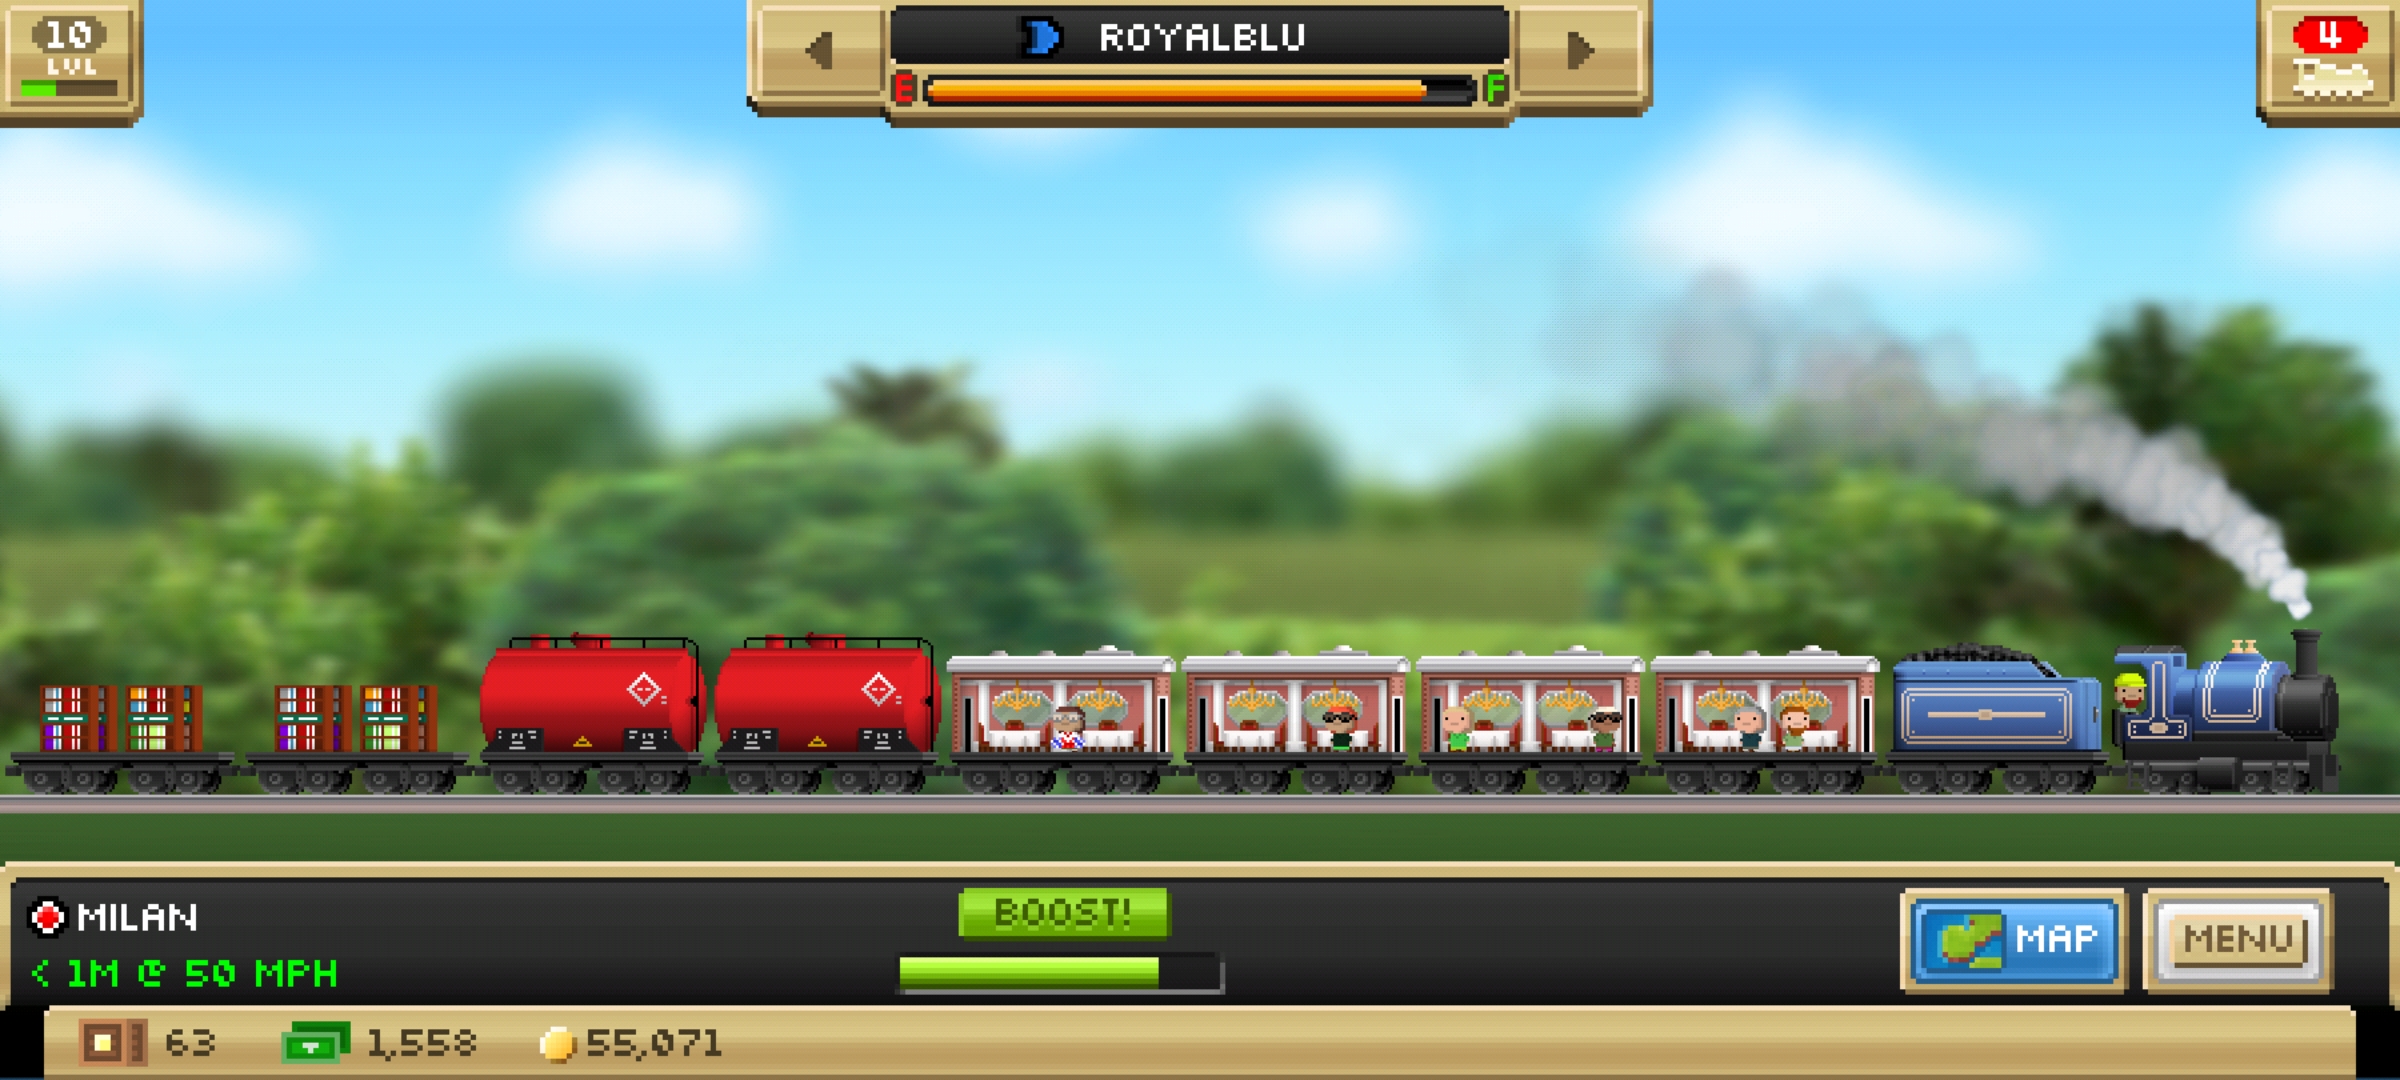 10
LVL
ROYALBLU
E F
4
MILAN
< 1M @ 50 MPH
BOOST!
MAP
MENU
63 1,558 55,071